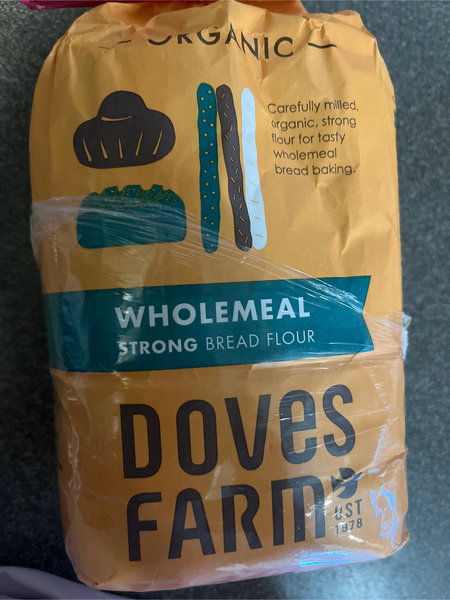 ORGANIC
Carefully milled,
organic, strong
flour for tasty
wholemeal
bread baking.
WHOLEMEAL
STRONG BREAD FLOUR
DOVES
FARM
EST
1978